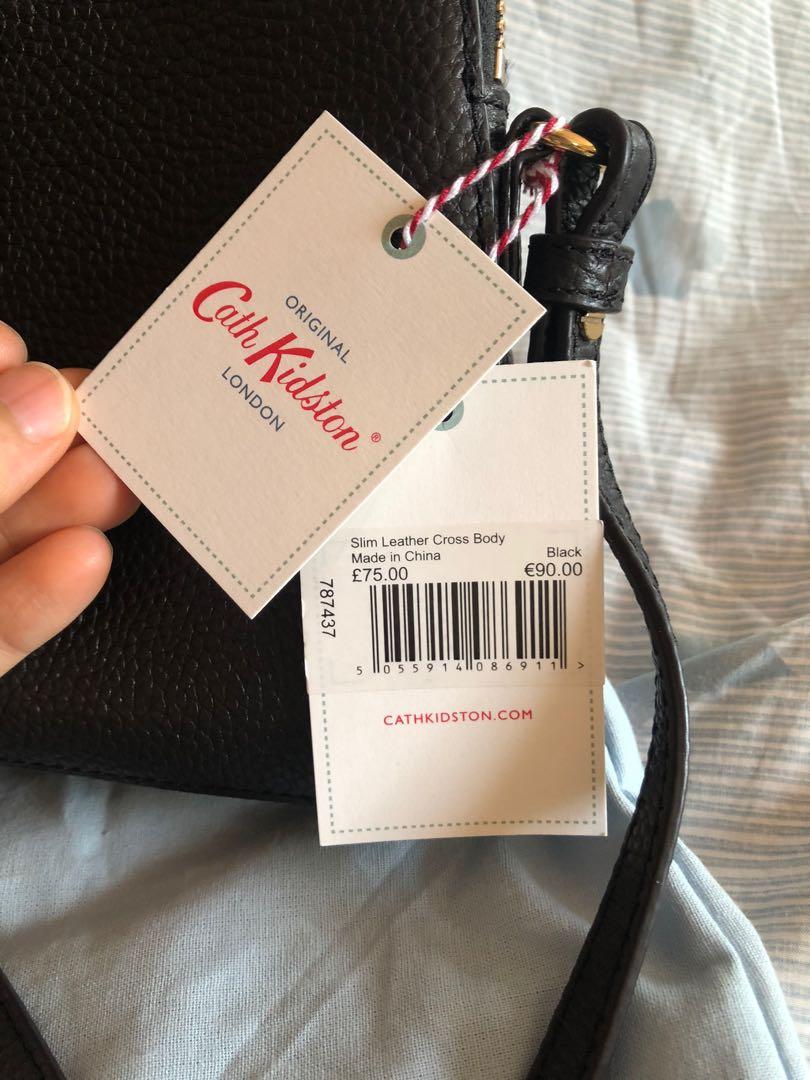 ORIGINAL
Cath Kidston®
LONDON
Slim Leather Cross Body
Made in China Black
£75.00 €90.00
787437
5 055914 086911 >
CATHKIDSTON.COM